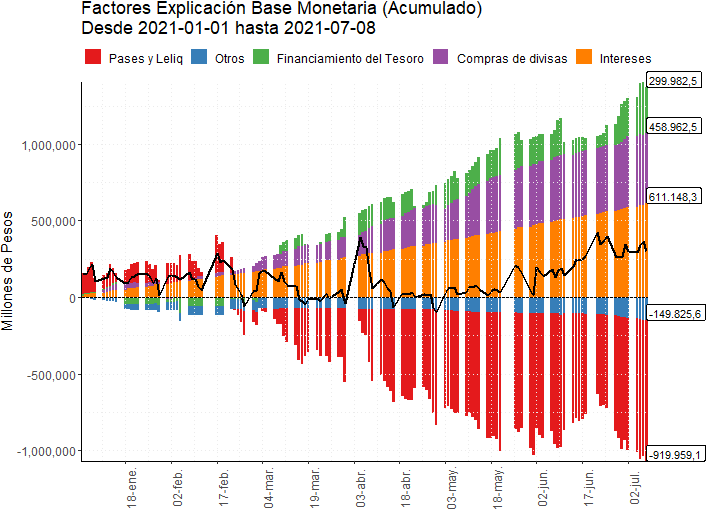 Factores Explicación Base Monetaria (Acumulado)
Desde 2021-01-01 hasta 2021-07-08
Pases y Leliq
Otros
Financiamiento del Tesoro
Compras de divisas
Intereses
Millones de Pesos
1,000,000
500,000
0
-500,000
-1,000,000
299.982,5
458.962,5
611.148,3
-149.825,6
-919.959,1
18-ene.
02-feb.
17-feb.
04-mar.
19-mar.
03-abr.
18-abr.
03-may.
18-may.
02-jun.
17-jun.
02-jul.